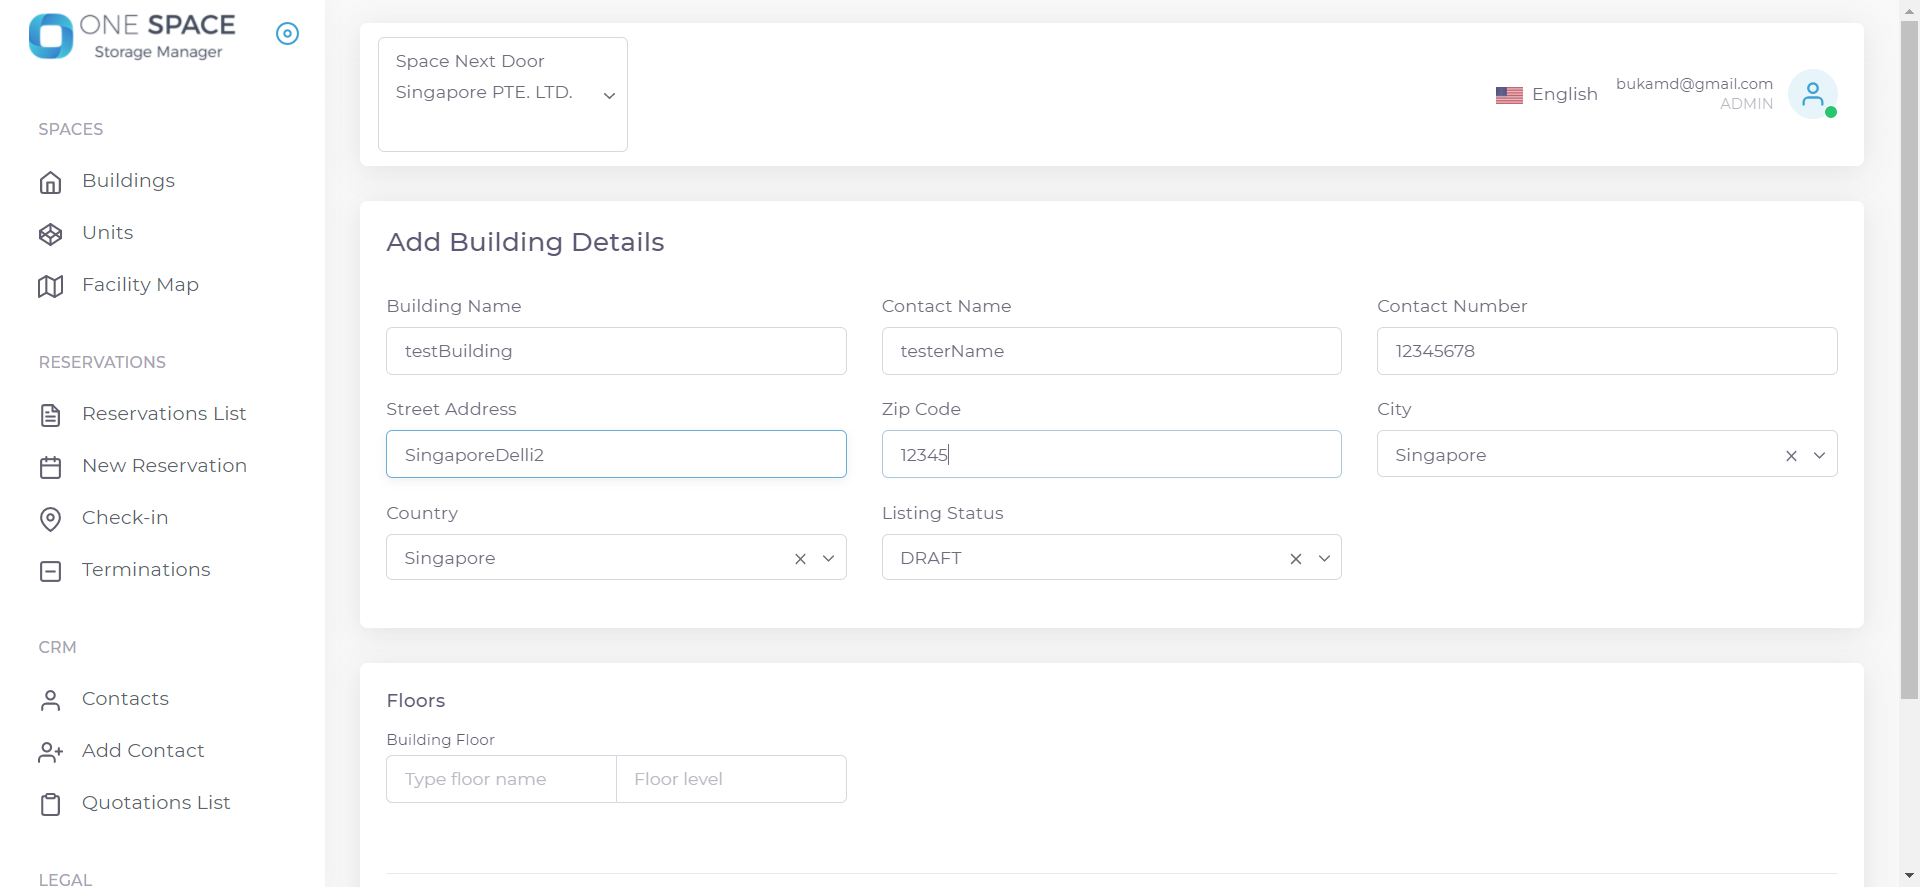 ONE SPACE
Storage Manager
SPACES
Buildings
Units
Facility Map
RESERVATIONS
Reservations List
New Reservation
Check-in
Terminations
CRM
Contacts
Add Contact
Quotations List
LEGAL
Space Next Door
Singapore PTE. LTD.
English
bukamd@gmail.com
ADMIN
Add Building Details
Building Name
Contact Name
Contact Number
testBuilding
testerName
12345678
Street Address
Zip Code
City
SingaporeDelli2
12345
Singapore
Country
Listing Status
Singapore
DRAFT
Floors
Building Floor
Type floor name
Floor level